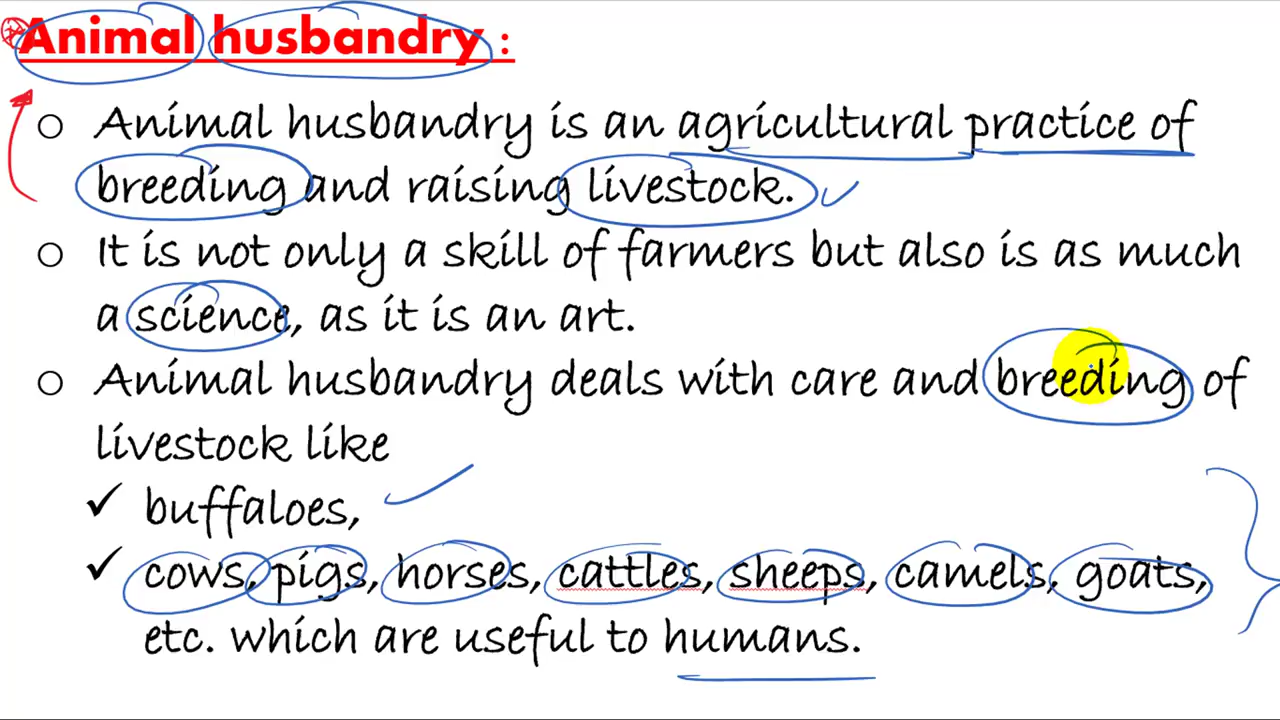 Animal husbandry :
o Animal husbandry is an agricultural practice of
breeding and raising livestock.
o It is not only a skill of farmers but also is as much
a science, as it is an art.
o Animal husbandry deals with care and breeding of
livestock like
✓ buffaloes,
✓ cows, pigs, horses, cattles, sheeps, camels, goats,
etc. which are useful to humans.